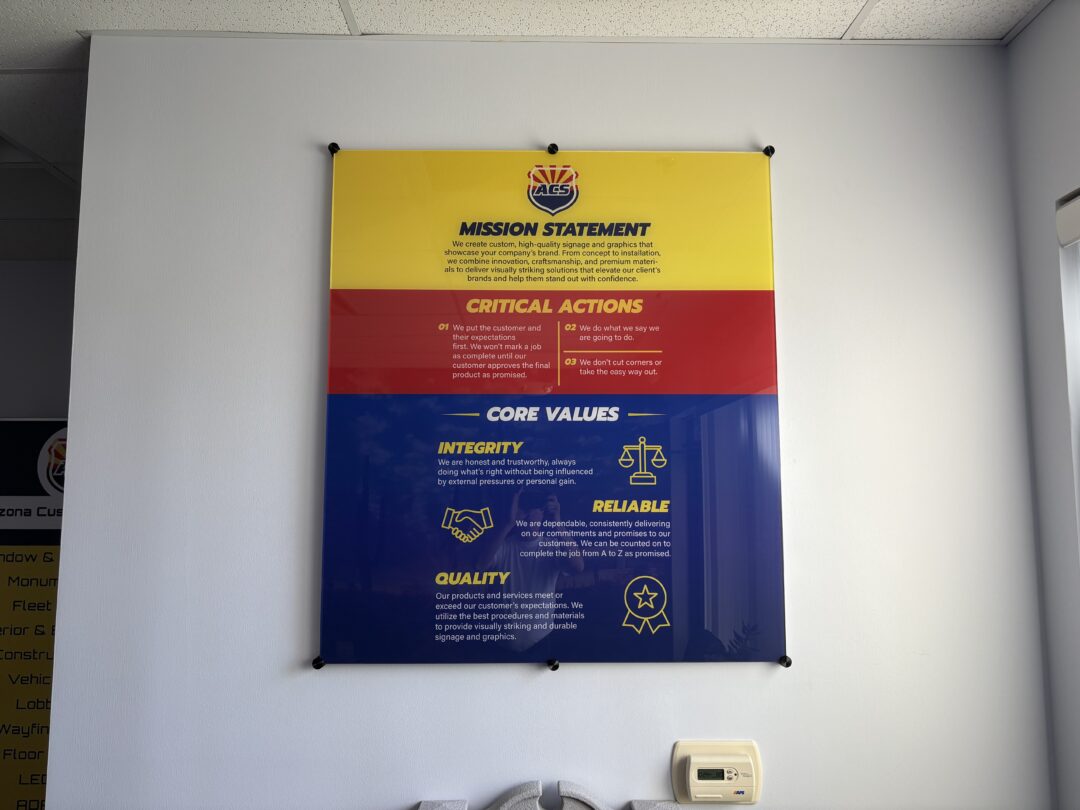 ACS
MISSION STATEMENT
We create custom, high-quality signage and graphics that
showcase your company's brand. From concept to installation,
we combine innovation, craftsmanship, and premium materi-
als to deliver visually striking solutions that elevate our client's
brands and help them stand out with confidence.
CRITICAL ACTIONS
01 We put the customer and
their expectations
first. We won't mark a job
as complete until our
customer approves the final
product as promised.
02 We do what we say we
are going to do.
03 We don't cut corners or
take the easy way out.
CORE VALUES
INTEGRITY
We are honest and trustworthy, always
doing what's right without being influenced
by external pressures or personal gain.
RELIABLE
We are dependable, consistently delivering
on our commitments and promises to our
customers. We can be counted on to
complete the job from A to Z as promised.
QUALITY
Our products and services meet or
exceed our customer's expectations. We
utilize the best procedures and materials
to provide visually striking and durable
signage and graphics.
zona Cus
ndow &
Monum
Fleet
erior &
Constru
Vehic
Lobb
Wayfin
Floor
LED
ADA
aps